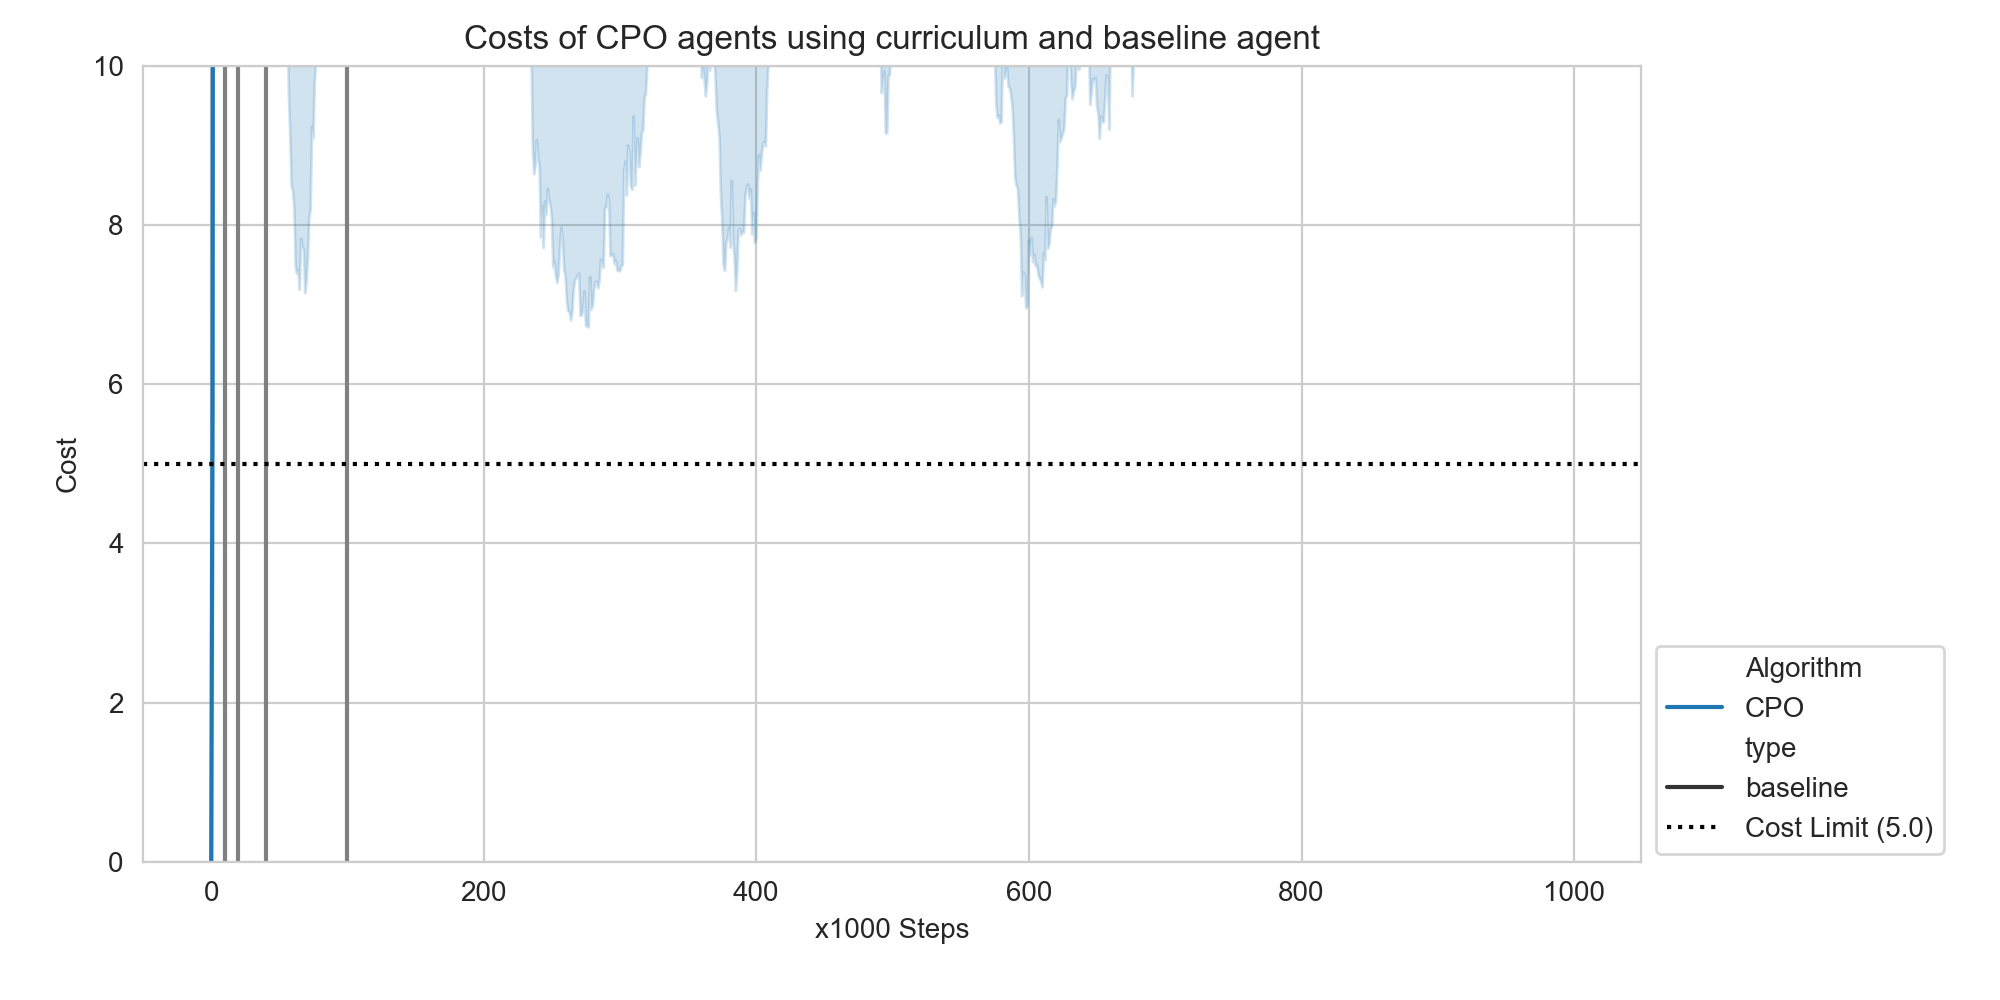 Costs of CPO agents using curriculum and baseline agent
10
8
6
4
2
0
Cost
0 200 400 600 800 1000
x1000 Steps
Algorithm
CPO
type
baseline
Cost Limit (5.0)